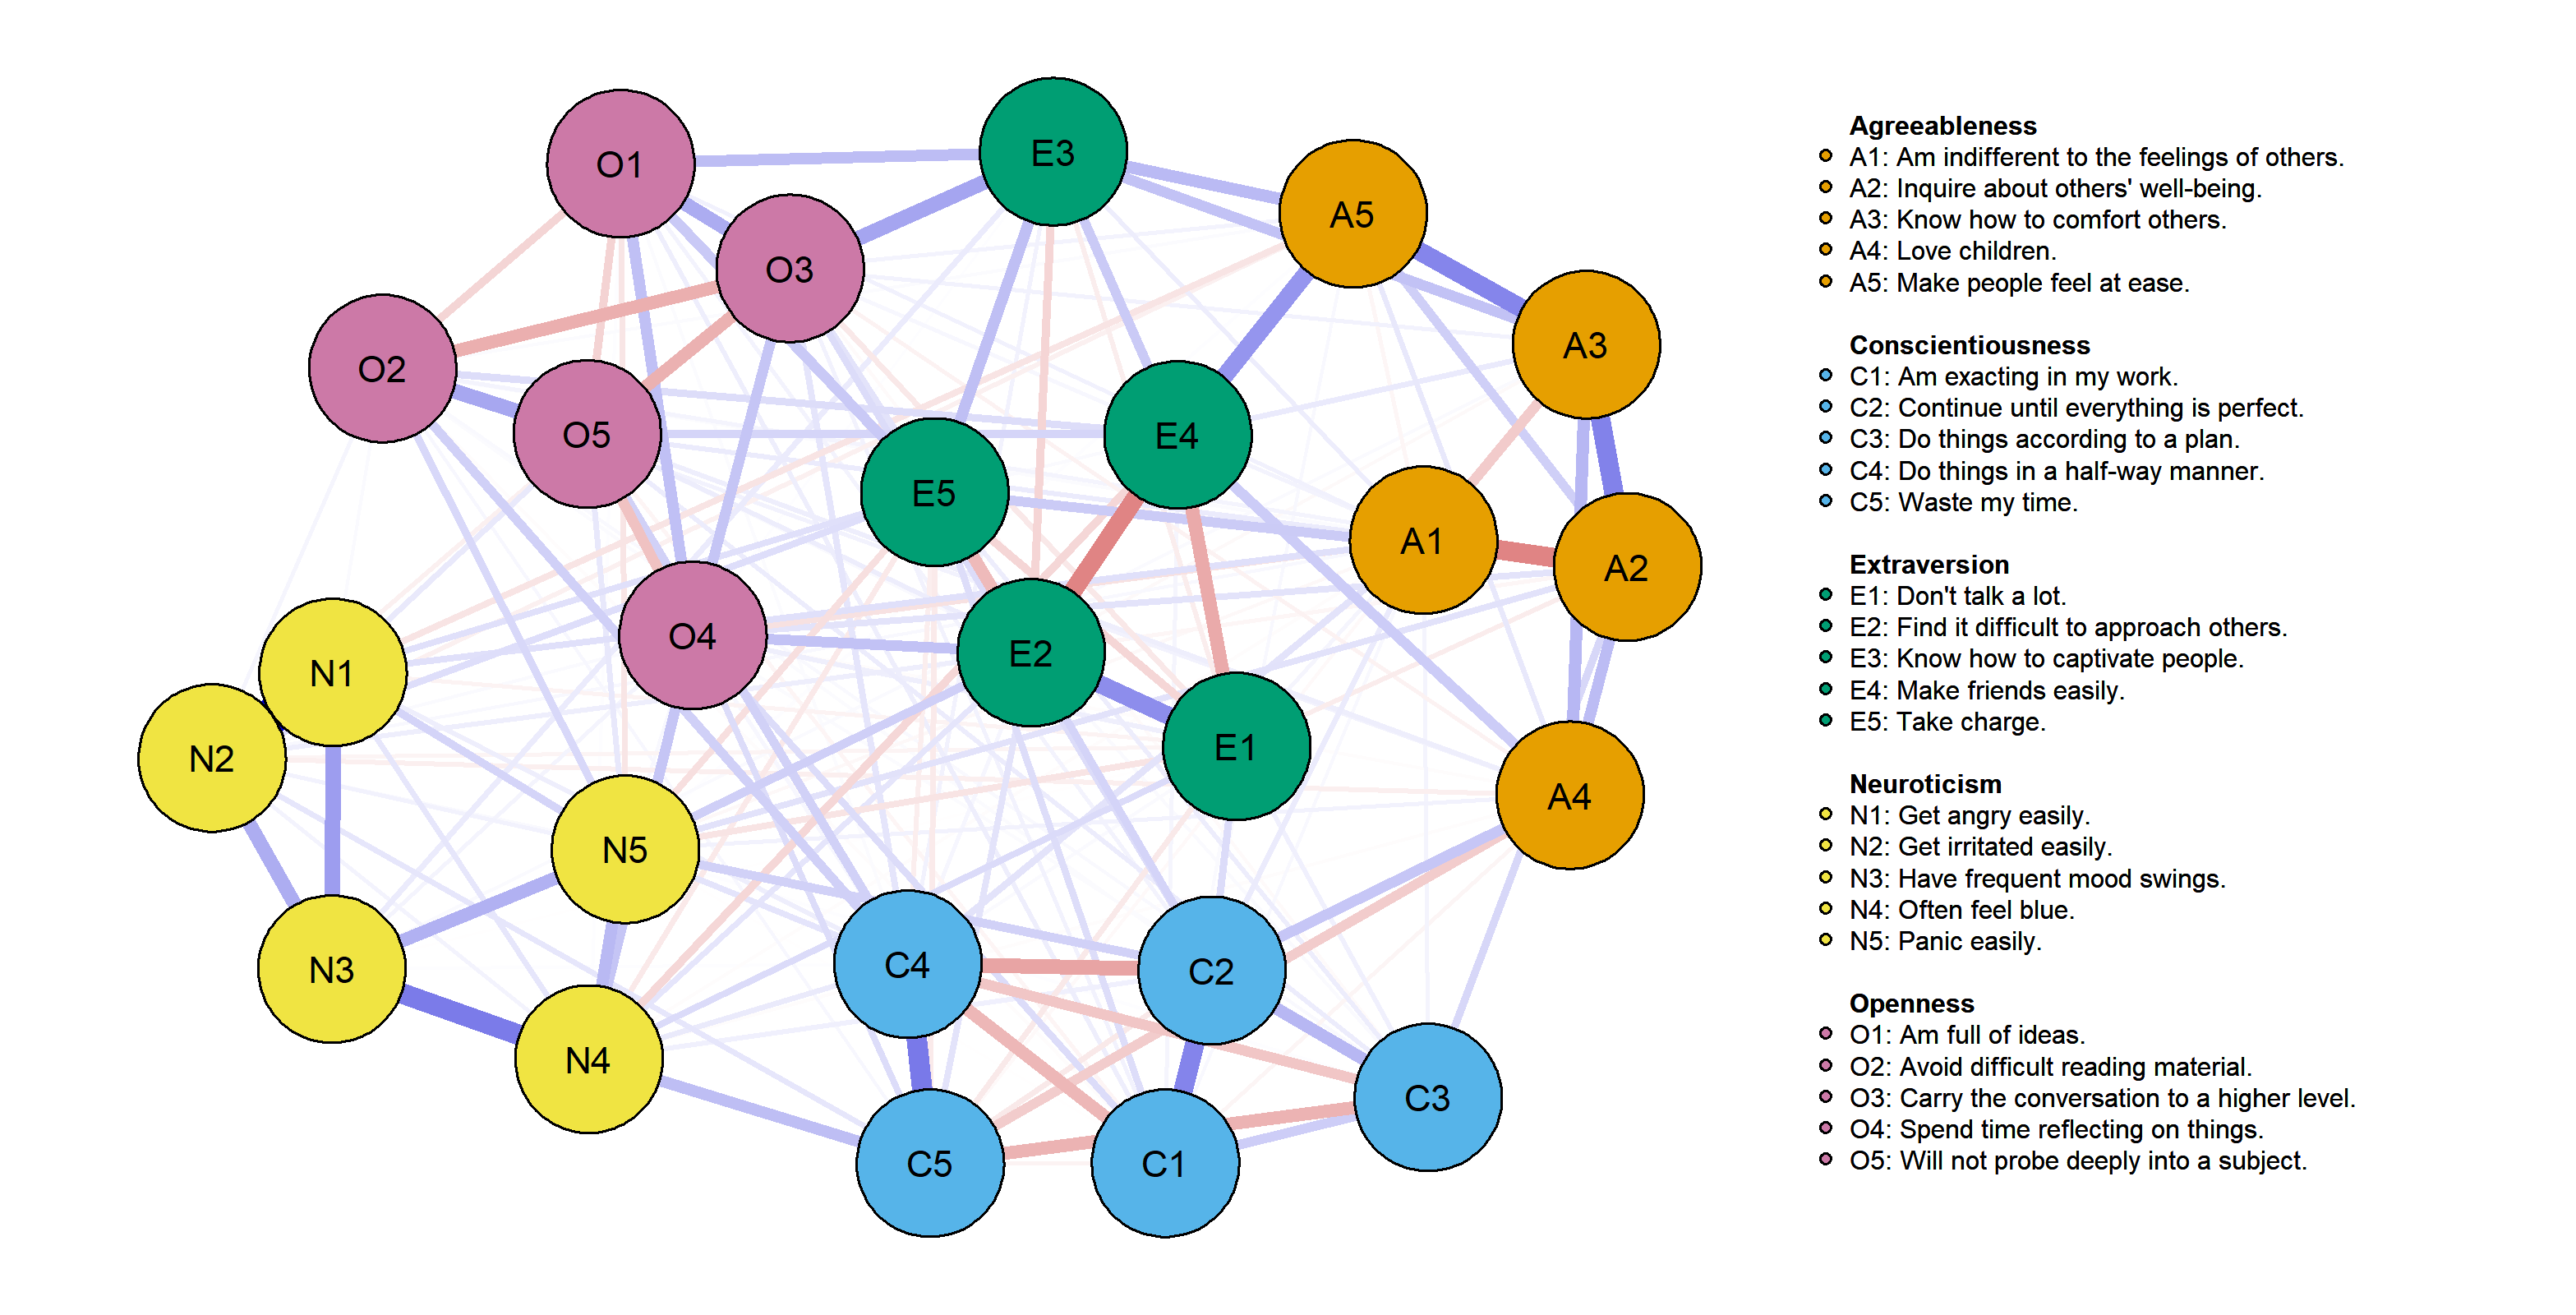 O1
E3
A5
O3
A3
O2
O5
E4
E5
A1
A2
O4
E2
N1
N2
E1
A4
N5
C4
C2
N3
N4
C3
C5
C1
Agreeableness
A1: Am indifferent to the feelings of others.
A2: Inquire about others' well-being.
A3: Know how to comfort others.
A4: Love children.
A5: Make people feel at ease.
Conscientiousness
C1: Am exacting in my work.
C2: Continue until everything is perfect.
C3: Do things according to a plan.
C4: Do things in a half-way manner.
C5: Waste my time.
Extraversion
E1: Don't talk a lot.
E2: Find it difficult to approach others.
E3: Know how to captivate people.
E4: Make friends easily.
E5: Take charge.
Neuroticism
N1: Get angry easily.
N2: Get irritated easily.
N3: Have frequent mood swings.
N4: Often feel blue.
N5: Panic easily.
Openness
O1: Am full of ideas.
O2: Avoid difficult reading material.
O3: Carry the conversation to a higher level.
O4: Spend time reflecting on things.
O5: Will not probe deeply into a subject.